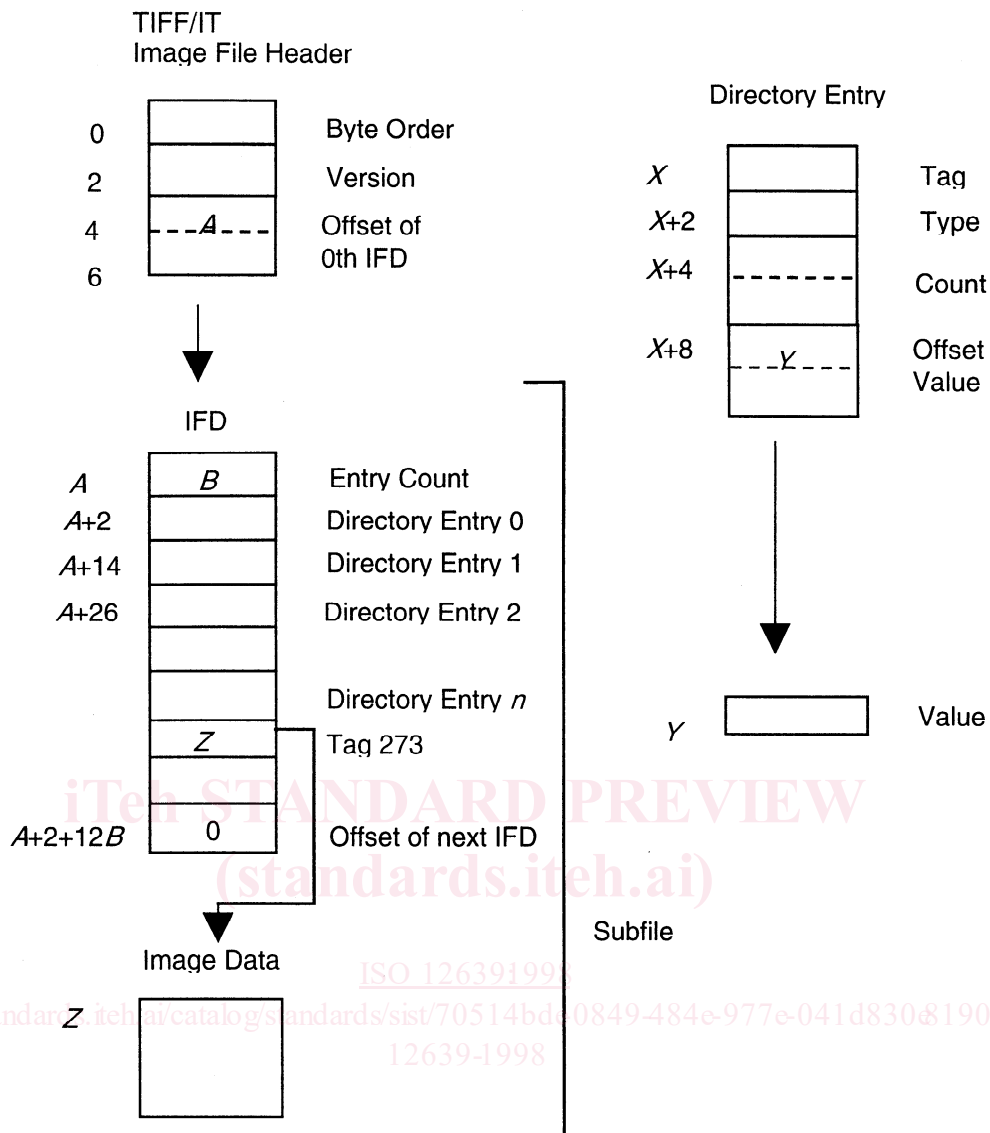 TIFF/IT
Image File Header
0
Byte Order
2
Version
4
A
Offset of
0th IFD
6
Directory Entry
X
Tag
X+2
Type
X+4
Count
X+8
Y
Offset
Value
IFD
A
B
Entry Count
A+2
Directory Entry 0
A+14
Directory Entry 1
A+26
Directory Entry 2
Directory Entry n
Z
Tag 273
A+2+12B
0
Offset of next IFD
Y
Value
iTeh STANDARD PREVIEW
(standards.iteh.ai)
Subfile
Image Data
ISO 12639:1998
Z
ndards.iteh.ai/catalog/standards/sist/70514bde-0849-484e-977e-041d830e8190
12639-1998